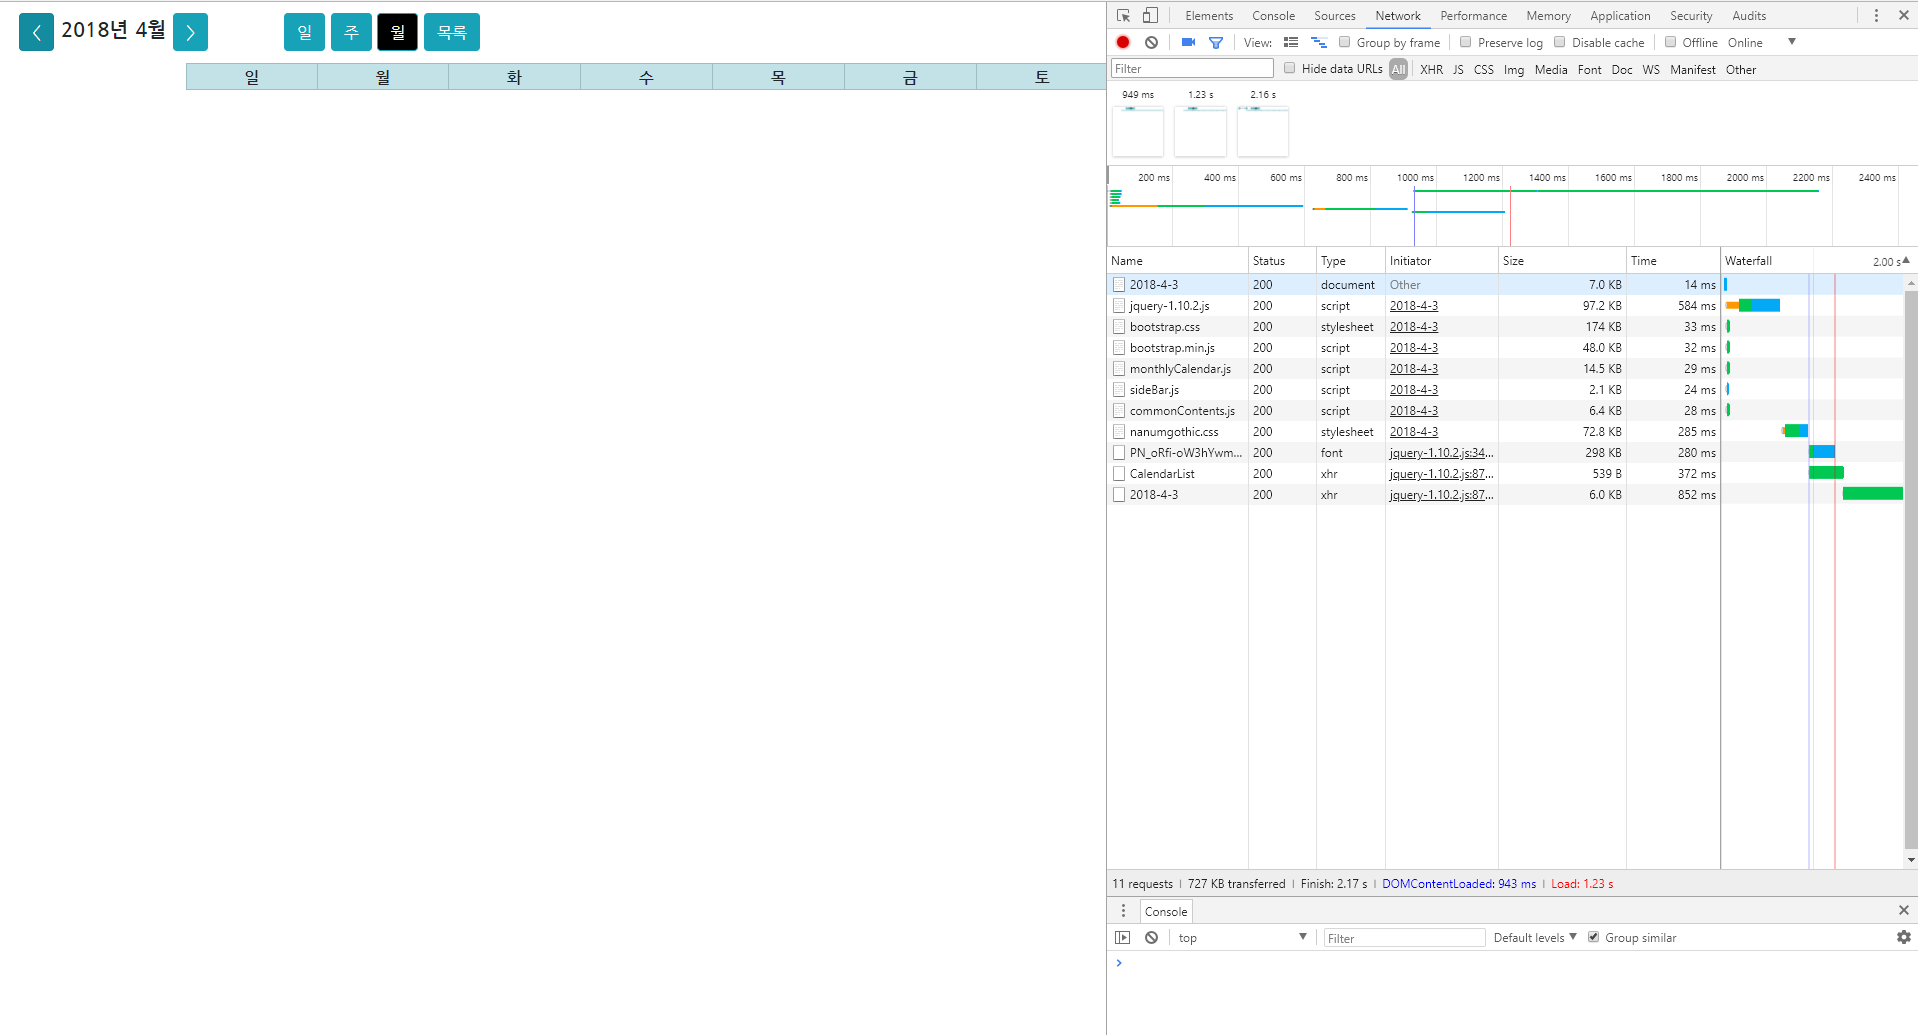 2018년 4월 일 주 월 목록
일 월 화 수 목 금 토
Elements Console Sources Network Performance Memory Application Security Audits
View: Group by frame Preserve log Disable cache Offline Online
Filter Hide data URLs All XHR JS CSS Img Media Font Doc WS Manifest Other
949 ms 1.23 s 2.16 s
200 ms 400 ms 600 ms 800 ms 1000 ms 1200 ms 1400 ms 1600 ms 1800 ms 2000 ms 2200 ms 2400 ms
Name Status Type Initiator Size Time Waterfall 2.00 s
2018-4-3 200 document Other 7.0 KB 14 ms
jquery-1.10.2.js 200 script 2018-4-3 97.2 KB 584 ms
bootstrap.css 200 stylesheet 2018-4-3 174 KB 33 ms
bootstrap.min.js 200 script 2018-4-3 48.0 KB 32 ms
monthlyCalendar.js 200 script 2018-4-3 14.5 KB 29 ms
sideBar.js 200 script 2018-4-3 2.1 KB 24 ms
commonContents.js 200 script 2018-4-3 6.4 KB 28 ms
nanumgothic.css 200 stylesheet 2018-4-3 72.8 KB 285 ms
PN_oRfi-oW3hYwm... 200 font jquery-1.10.2.js:34... 298 KB 280 ms
CalendarList 200 xhr jquery-1.10.2.js:87... 539 B 372 ms
2018-4-3 200 xhr jquery-1.10.2.js:87... 6.0 KB 852 ms
11 requests | 727 KB transferred | Finish: 2.17 s | DOMContentLoaded: 943 ms | Load: 1.23 s
Console
top Filter Default levels Group similar